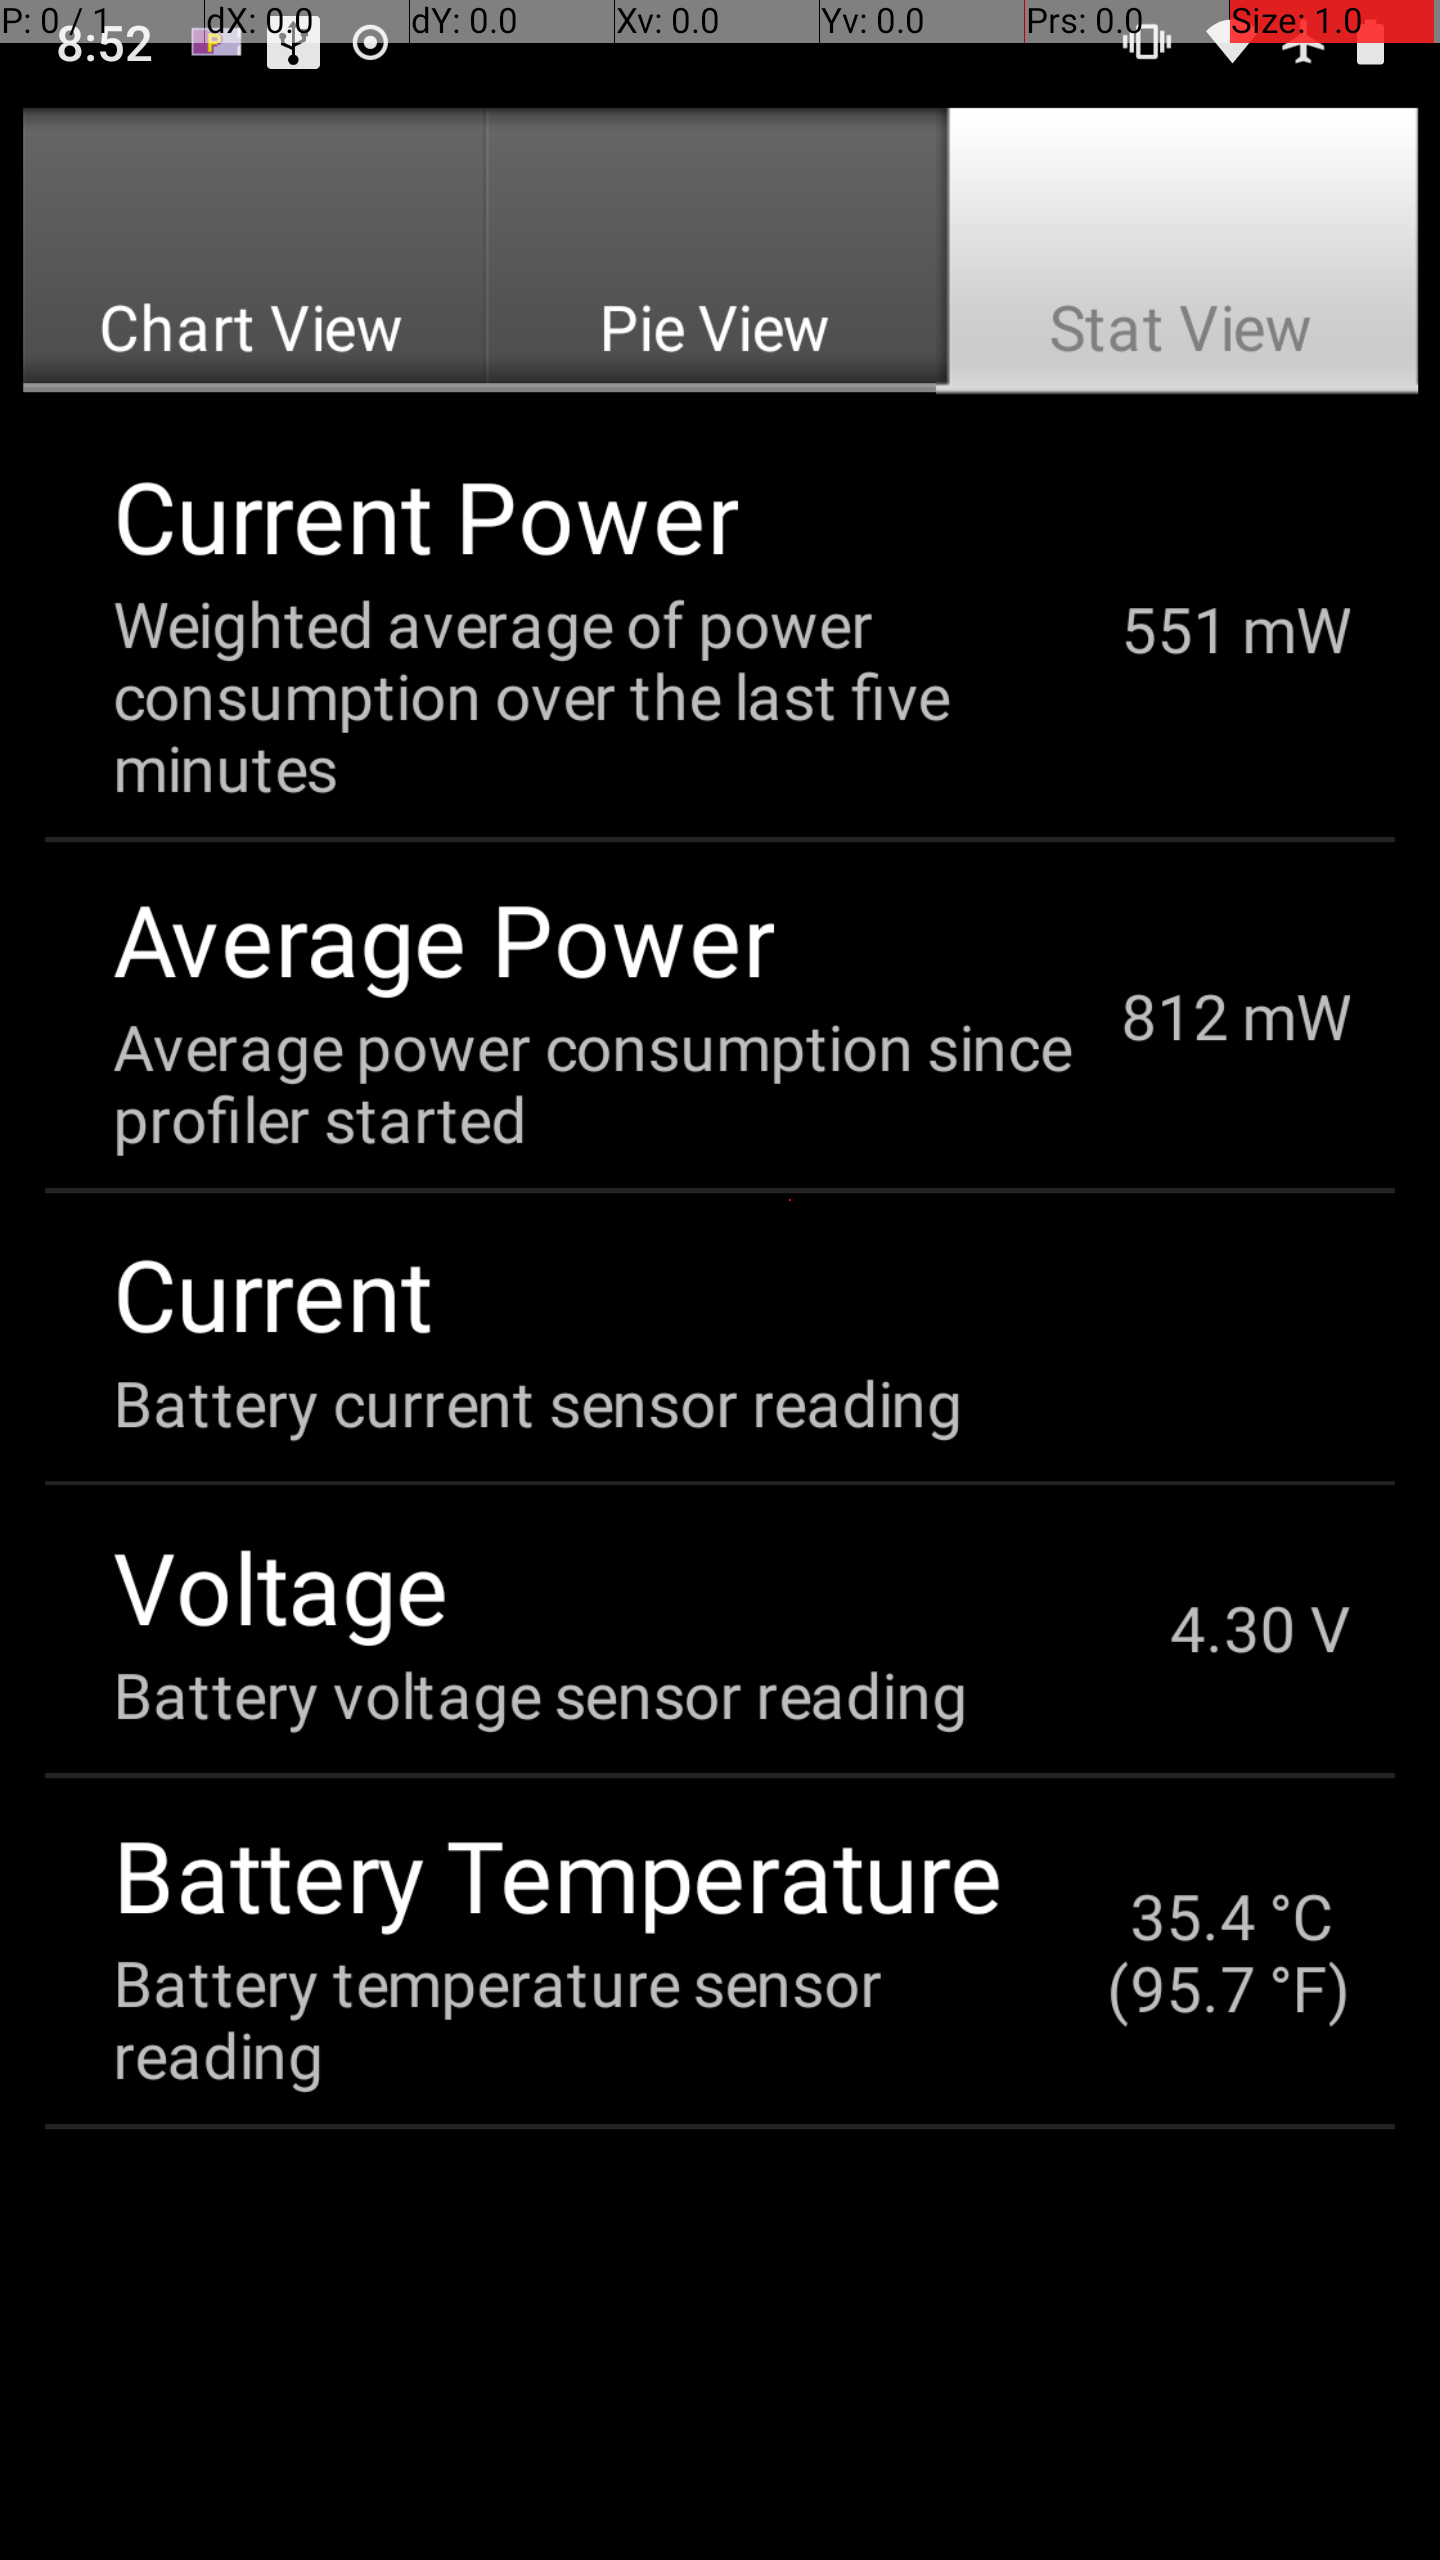 P: 0 / 1 dX: 0.0 dY: 0.0 Xv: 0.0 Yv: 0.0 Prs: 0.0 Size: 1.0
8:52 P
Chart View Pie View Stat View
Current Power
Weighted average of power
consumption over the last five
minutes
551 mW
Average Power
Average power consumption since
profiler started
812 mW
Current
Battery current sensor reading
Voltage
Battery voltage sensor reading
4.30 V
Battery Temperature
Battery temperature sensor
reading
35.4 °C
(95.7 °F)